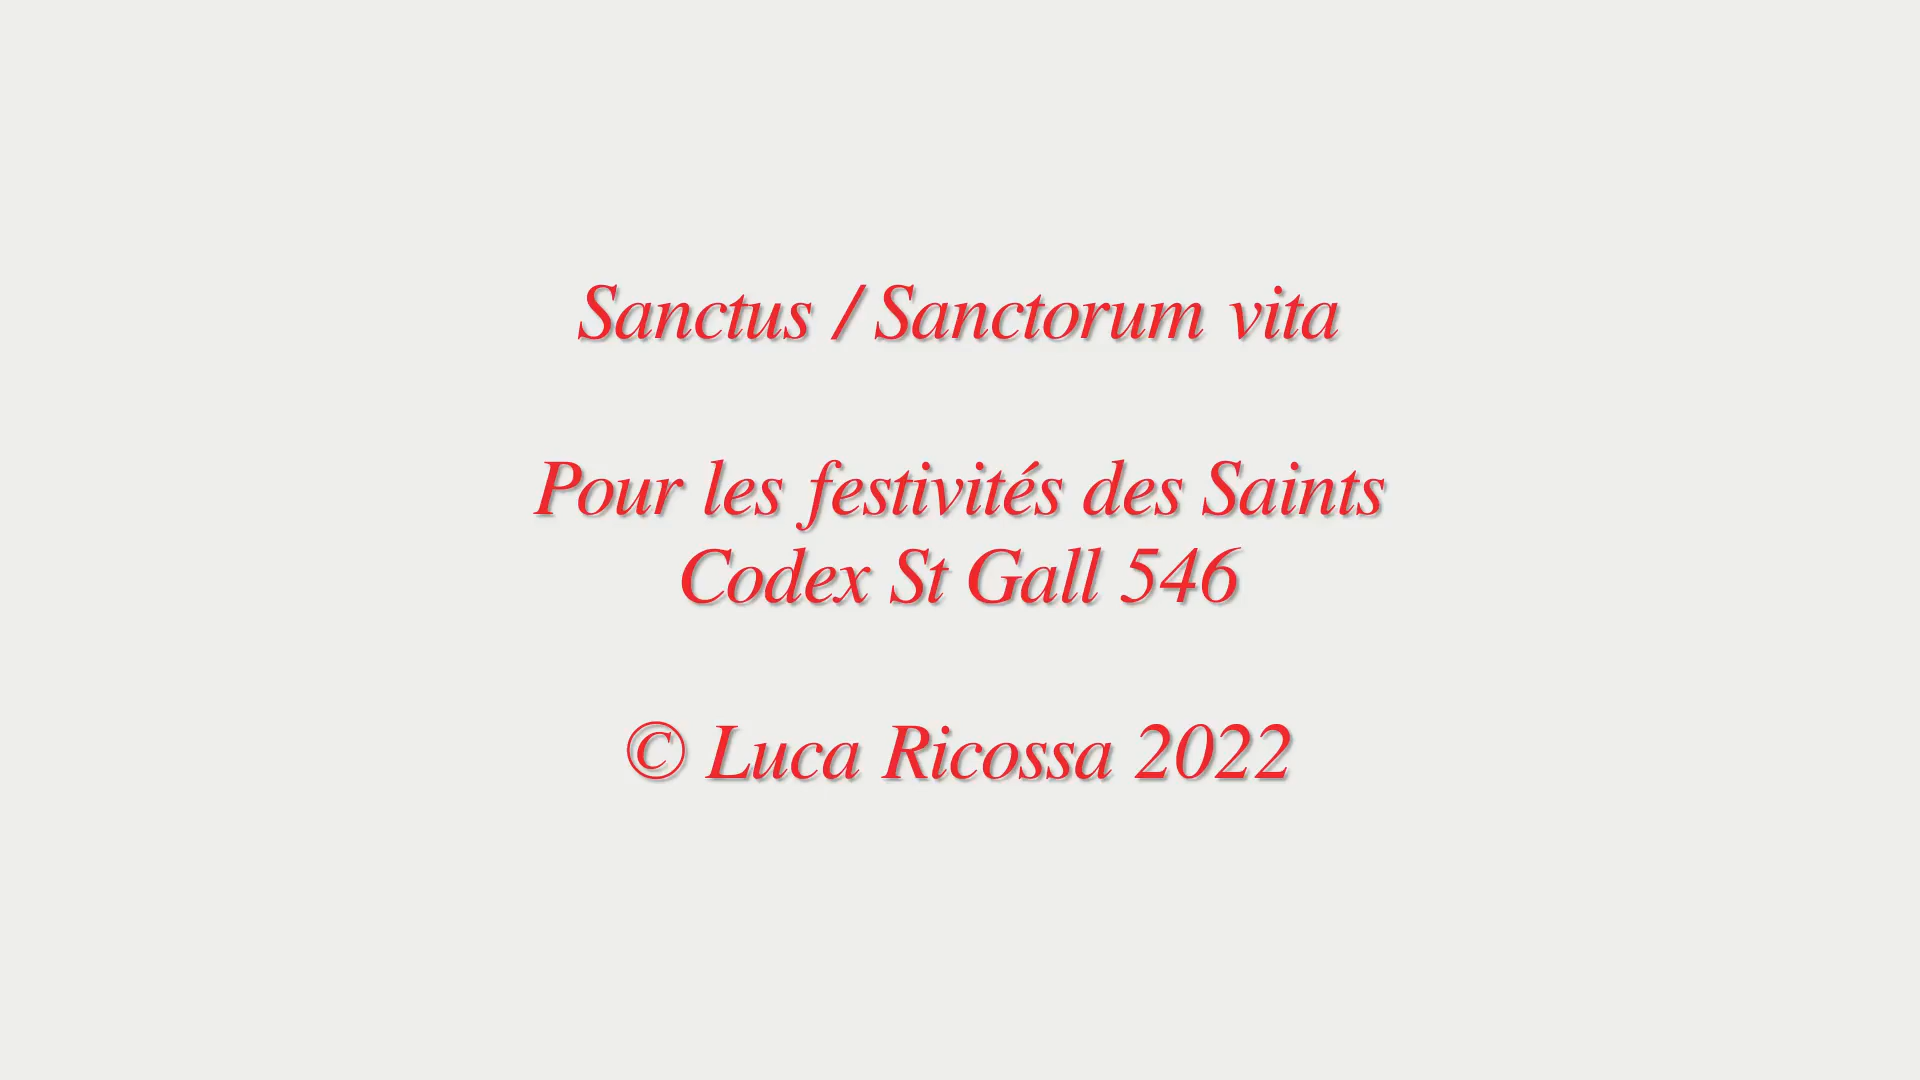 Sanctus / Sanctorum vita
Pour les festivités des Saints
Codex St Gall 546
© Luca Ricossa 2022